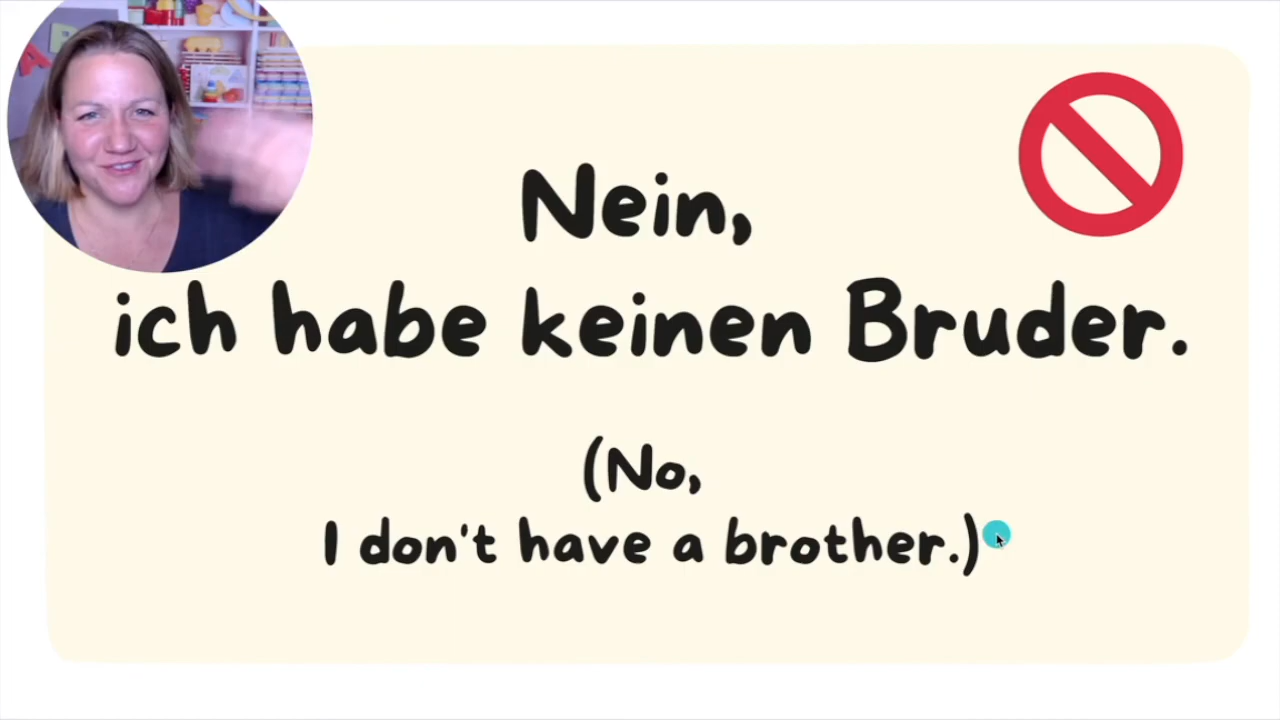 Nein,
ich habe keinen Bruder.
(No,
I don't have a brother.)